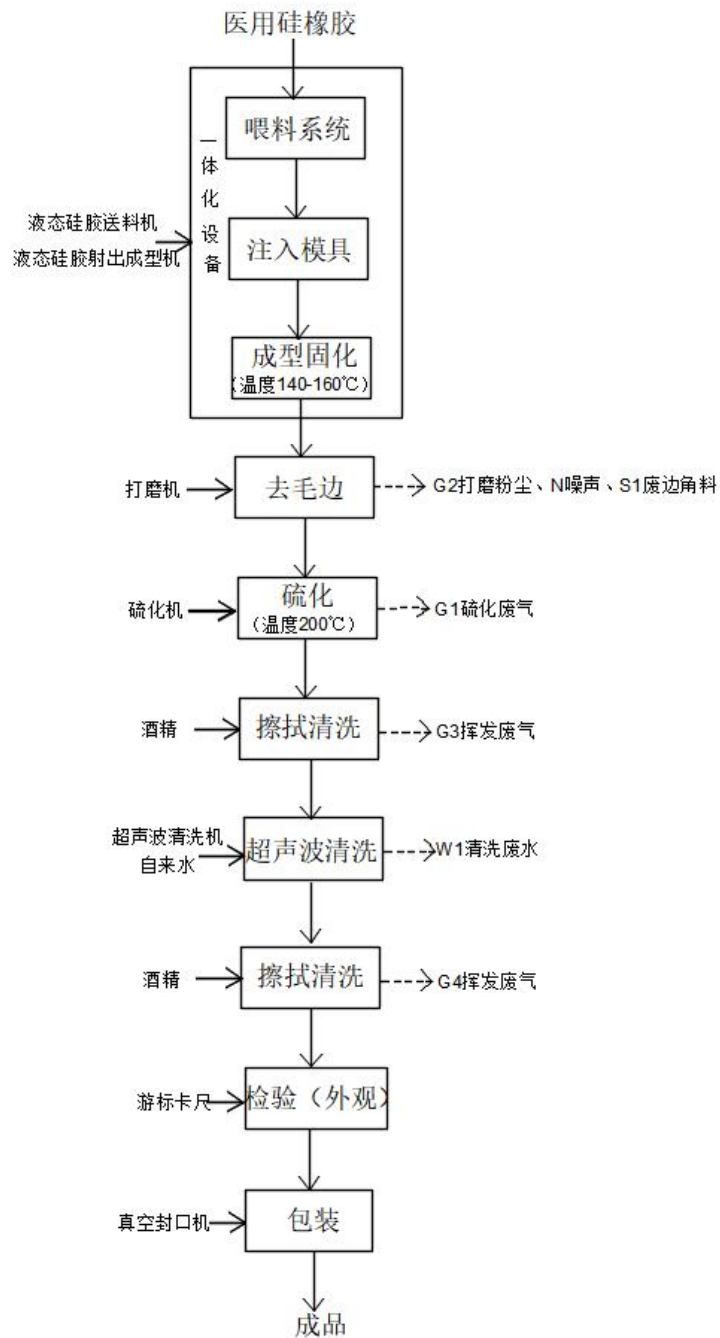 医用硅橡胶
喂料系统
一体化设备
液态硅胶送料机
液态硅胶射出成型机
注入模具
成型固化
（温度140-160℃）
打磨机
去毛边
G2打磨粉尘、N噪声、S1废边角料
硫化机
硫化
（温度200℃）
G1硫化废气
酒精
擦拭清洗
G3挥发废气
超声波清洗机
自来水
超声波清洗
W1清洗废水
酒精
擦拭清洗
G4挥发废气
游标卡尺
检验（外观）
真空封口机
包装
成品